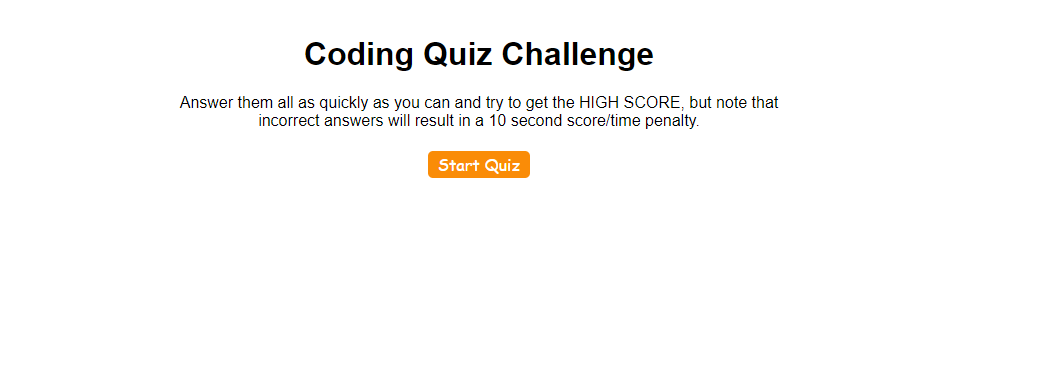 Coding Quiz Challenge
Answer them all as quickly as you can and try to get the HIGH SCORE, but note that
incorrect answers will result in a 10 second score/time penalty.
Start Quiz